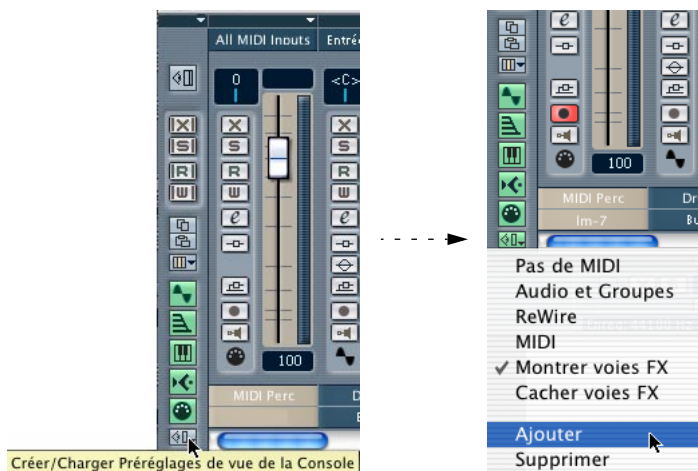 All MIDI Inputs Entré
0 <C>
X X
S S
R R
W W
e e
100
MIDI Perc D
Créer/Charger Préréglages de vue de la Console
|X|
|S|
|R|
|W|
e e
100
MIDI Perc Dr
lm-7 Bu
Pas de MIDI
Audio et Groupes
ReWire
MIDI
✓ Montrer voies FX
Cacher voies FX
Ajouter
Supprimer